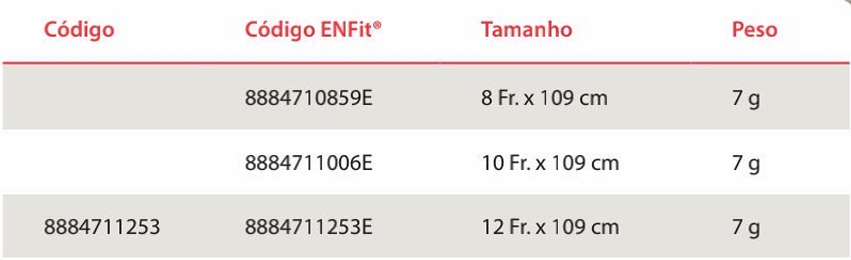 Código Código ENFit® Tamanho Peso
8884710859E 8 Fr. x 109 cm 7 g
8884711006E 10 Fr. x 109 cm 7 g
8884711253 8884711253E 12 Fr. x 109 cm 7 g